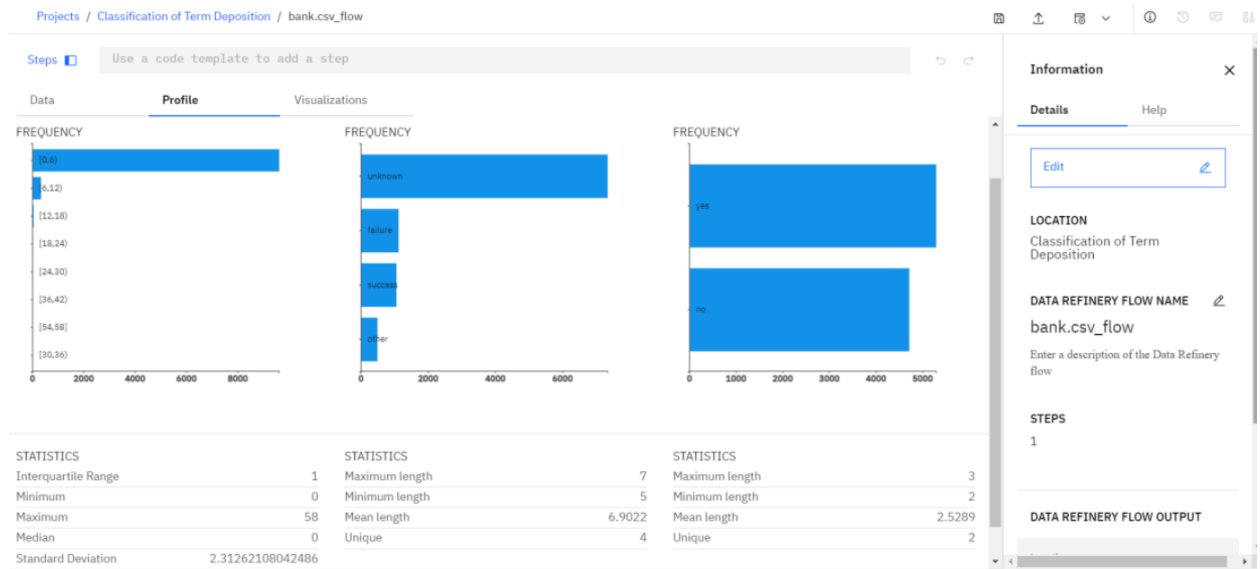 Projects / Classification of Term Deposition / bank.csv_flow
Steps
Use a code template to add a step
Data Profile Visualizations
FREQUENCY
[0,6)
[6,12)
[12,18)
[18,24)
[24,30)
[36,42)
[54,58]
[30,36)
0 2000 4000 6000 8000
FREQUENCY
unknown
failure
success
other
0 2000 4000 6000
FREQUENCY
yes
no
0 1000 2000 3000 4000 5000
STATISTICS
Interquartile Range 1
Minimum 0
Maximum 58
Median 0
Standard Deviation 2.31262108042486
STATISTICS
Maximum length 7
Minimum length 5
Mean length 6.9022
Unique 4
STATISTICS
Maximum length 3
Minimum length 2
Mean length 2.5289
Unique 2
Information
Details Help
Edit
LOCATION
Classification of Term
Deposition
DATA REFINERY FLOW NAME
bank.csv_flow
Enter a description of the Data Refinery
flow
STEPS
1
DATA REFINERY FLOW OUTPUT